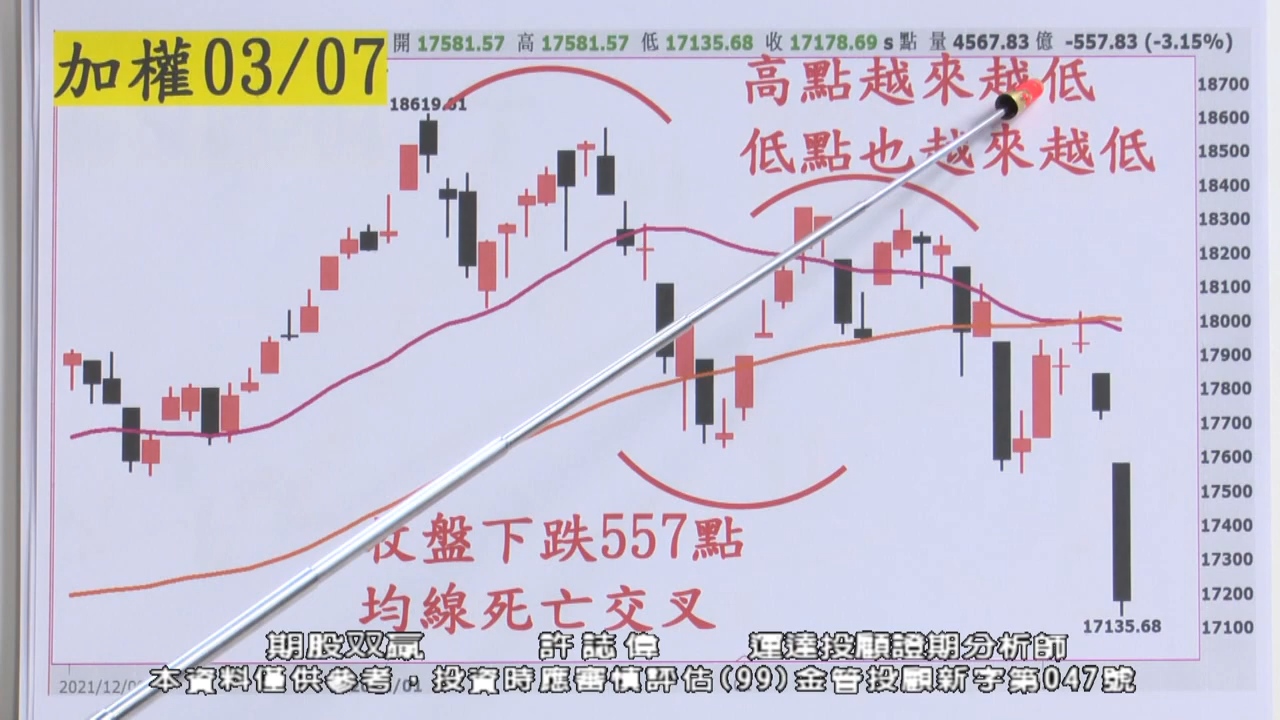 加權03/07
開 17581.57 高 17581.57 低 17135.68 收 17178.69 s 點 量 4567.83 億 -557.83 (-3.15%)
高點越來越低
低點也越來越低
18619.61
18700
18600
18500
18400
18300
18200
18100
18000
17900
17800
17700
17600
17500
17400
17300
17200
17100
收盤下跌557點
均線死亡交叉
17135.68
期股双贏 許誌偉 運達投顧證期分析師
本資料僅供參考，投資時應審慎評估(99)金管投顧新字第047號